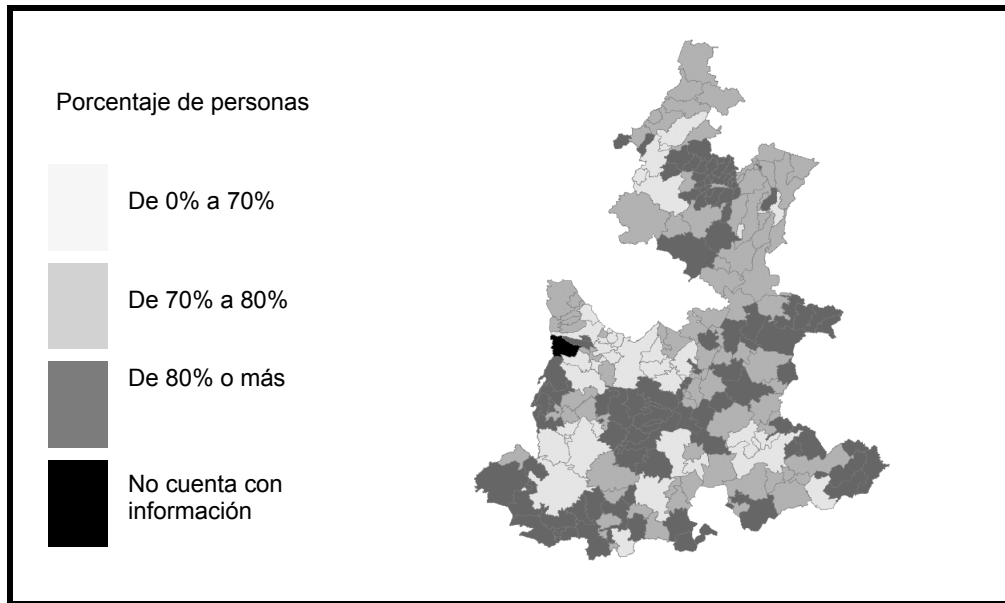 Porcentaje de personas
De 0% a 70%
De 70% a 80%
De 80% o más
No cuenta con
información